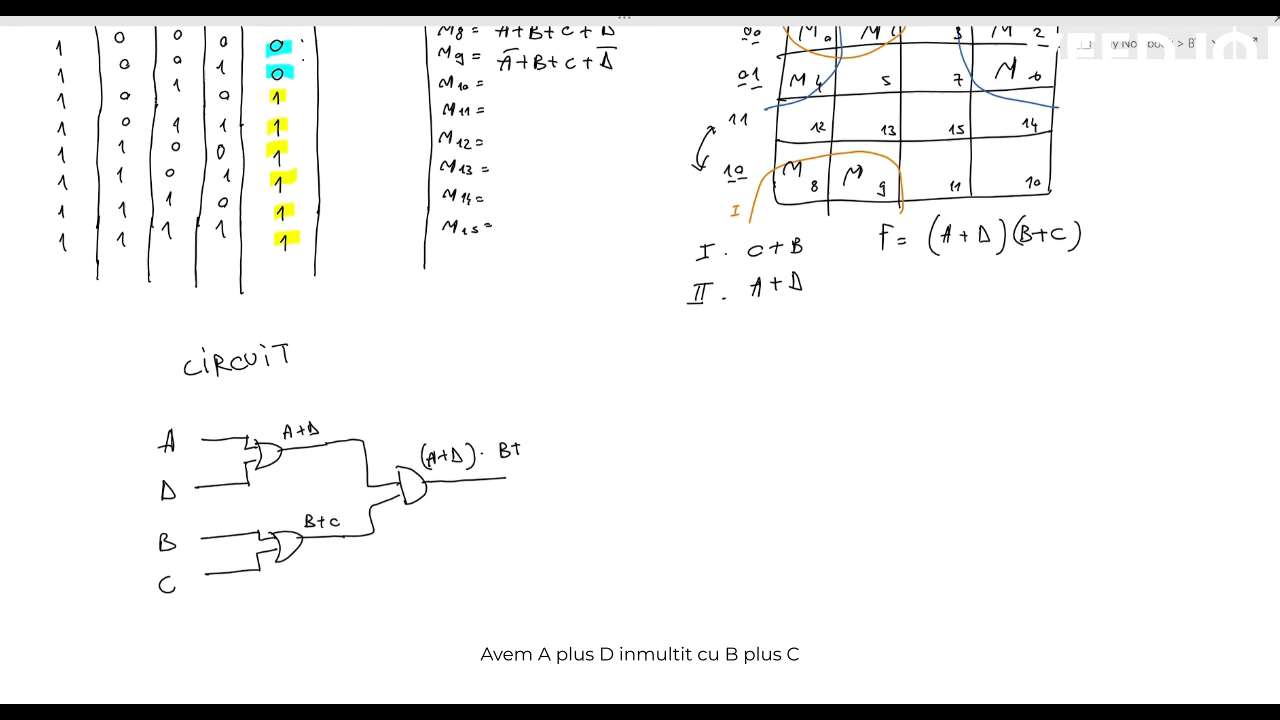 1 0 0 0 0
1 0 0 1 0
1 0 1 0 1
1 0 1 1 1
1 1 0 0 1
1 1 0 1 1
1 1 1 0 1
1 1 1 1 1
M8 = A+B+C+D
M9 = A̅+B+C+D̅
M10 =
M11 =
M12 =
M13 =
M14 =
M15 =
00 M0 M1 3 M 2
01 M4 5 7 M 6
11 12 13 15 14
10 M8 M9 11 10
I
I. C+B
II. A+D
F = (A+D)(B+C)
CIRCUIT
A
D
B
C
A+D
B+C
(A+D) · B+
Avem A plus D inmultit cu B plus C